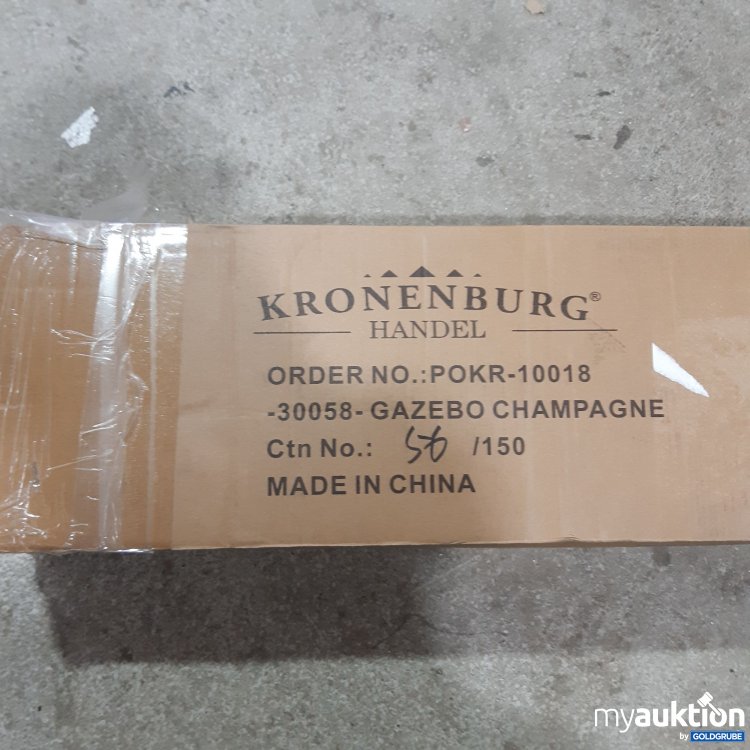 KRONENBURG®
HANDEL
ORDER NO.:POKR-10018
-30058- GAZEBO CHAMPAGNE
Ctn No.: 56 /150
MADE IN CHINA
myauktion
by GOLDGRUBE